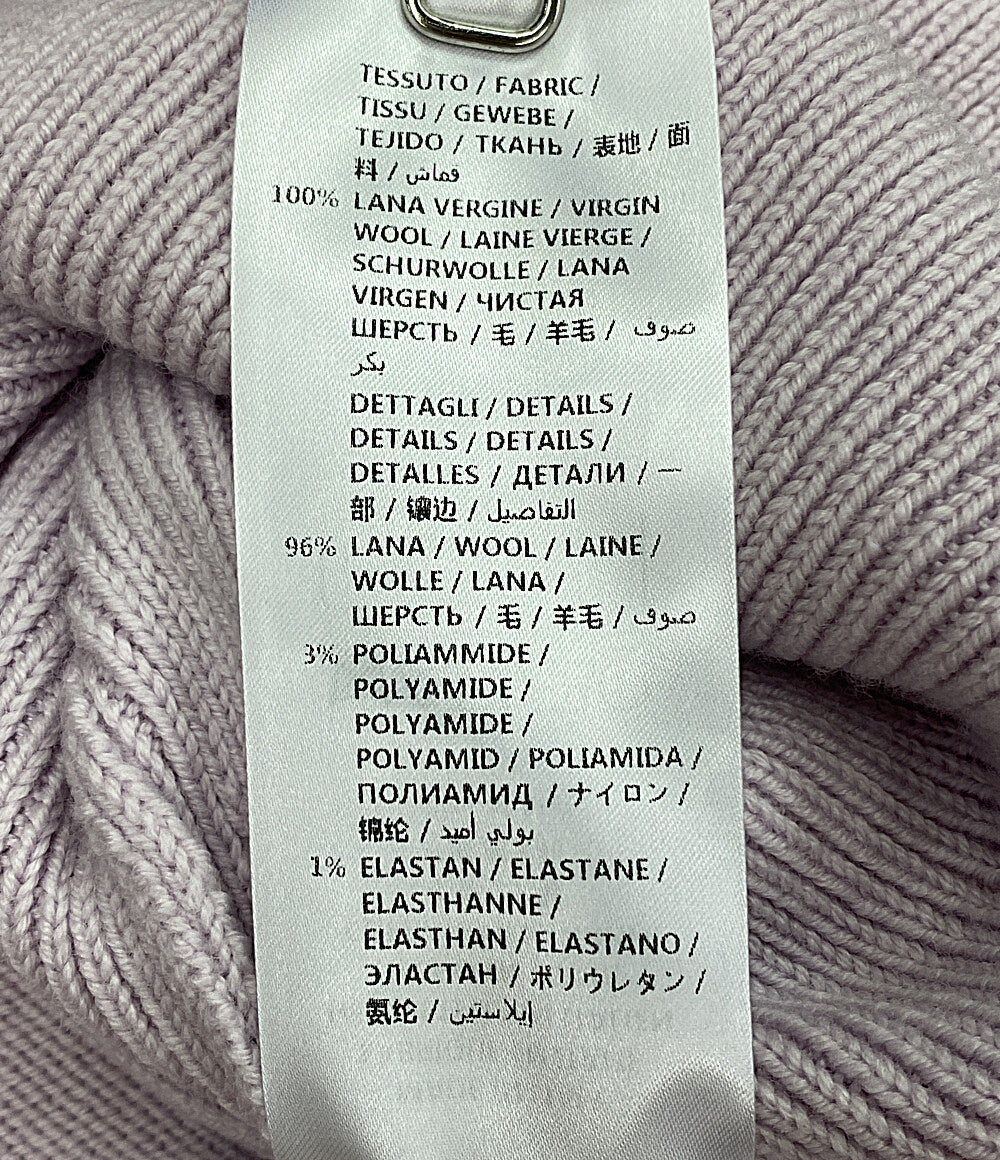 TESSUTO / FABRIC /
TISSU / GEWEBE /
TEJIDO / ТКАНЬ / 表地 / 面
料 / قماش
100% LANA VERGINE / VIRGIN
WOOL / LAINE VIERGE /
SCHURWOLLE / LANA
VIRGEN / ЧИСТАЯ
ШЕРСТЬ / 毛 / 羊毛 / صوف
بكر
DETTAGLI / DETAILS /
DETAILS / DETAILS /
DETALLES / ДЕТАЛИ / 一
部 / 镶边 / التفاصيل
96% LANA / WOOL / LAINE /
WOLLE / LANA /
ШЕРСТЬ / 毛 / 羊毛 / صوف
3% POLIAMMIDE /
POLYAMIDE /
POLYAMIDE /
POLYAMID / POLIAMIDA /
ПОЛИАМИД / ナイロン /
锦纶 / بولي أميد
1% ELASTAN / ELASTANE /
ELASTHANNE /
ELASTHAN / ELASTANO /
ЭЛАСТАН / ポリウレタン /
氨纶 / إيلاستين